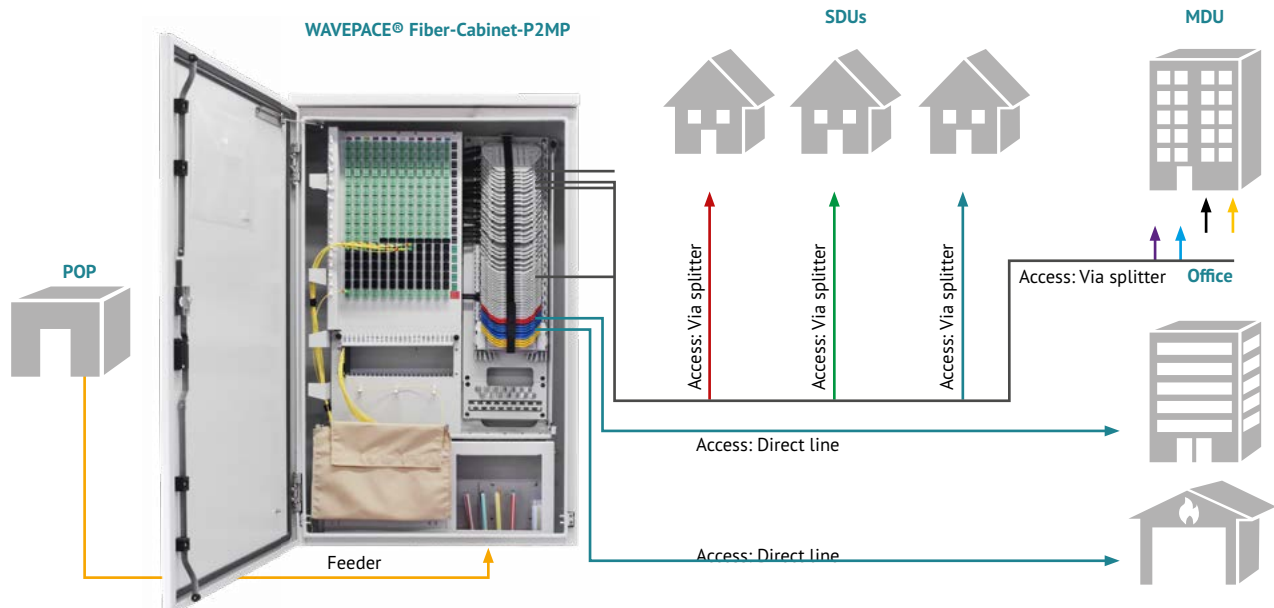 WAVEPACE® Fiber-Cabinet-P2MP
SDUs
MDU
POP
Access: Via splitter
Access: Via splitter
Access: Via splitter
Access: Via splitter
Office
Access: Direct line
Access: Direct line
Feeder